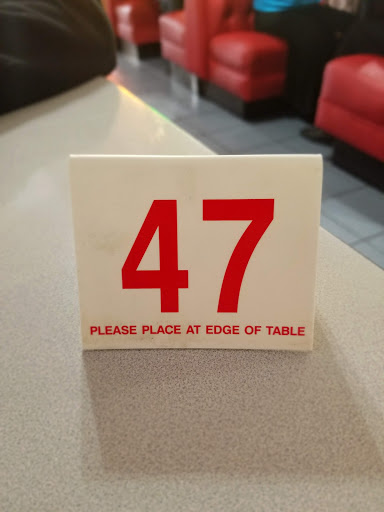 47
PLEASE PLACE AT EDGE OF TABLE